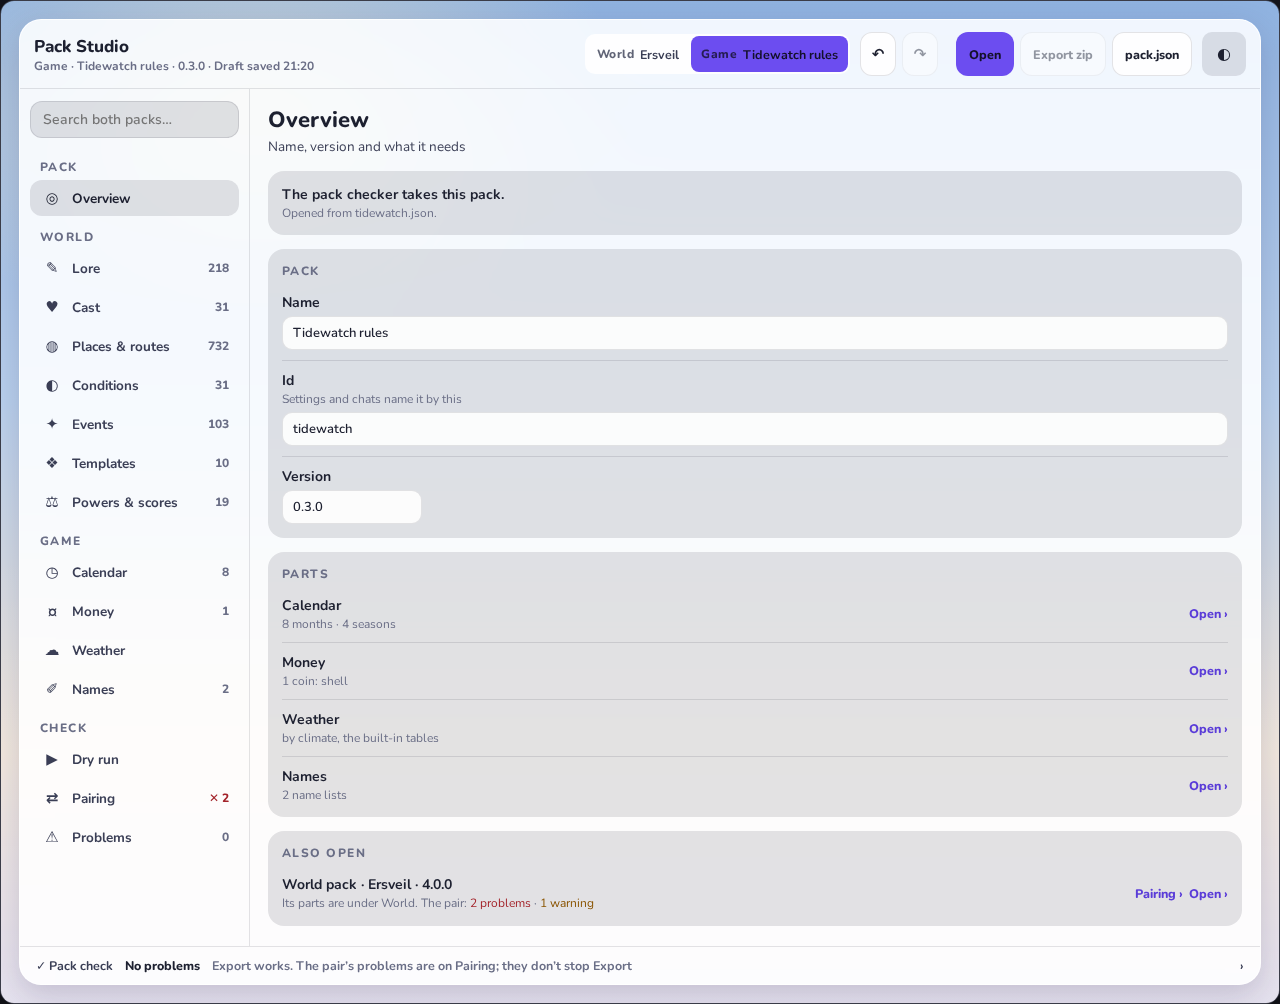 Pack Studio
Game · Tidewatch rules · 0.3.0 · Draft saved 21:20
World Ersveil
Game Tidewatch rules
Open
Export zip
pack.json
Search both packs…
PACK
Overview
WORLD
Lore 218
Cast 31
Places & routes 732
Conditions 31
Events 103
Templates 10
Powers & scores 19
GAME
Calendar 8
Money 1
Weather
Names 2
CHECK
Dry run
Pairing × 2
Problems 0
Overview
Name, version and what it needs
The pack checker takes this pack.
Opened from tidewatch.json.
PACK
Name
Tidewatch rules
Id
Settings and chats name it by this
tidewatch
Version
0.3.0
PARTS
Calendar
8 months · 4 seasons
Open ›
Money
1 coin: shell
Open ›
Weather
by climate, the built-in tables
Open ›
Names
2 name lists
Open ›
ALSO OPEN
World pack · Ersveil · 4.0.0
Its parts are under World. The pair: 2 problems · 1 warning
Pairing › Open ›
✓ Pack check No problems Export works. The pair’s problems are on Pairing; they don’t stop Export ›